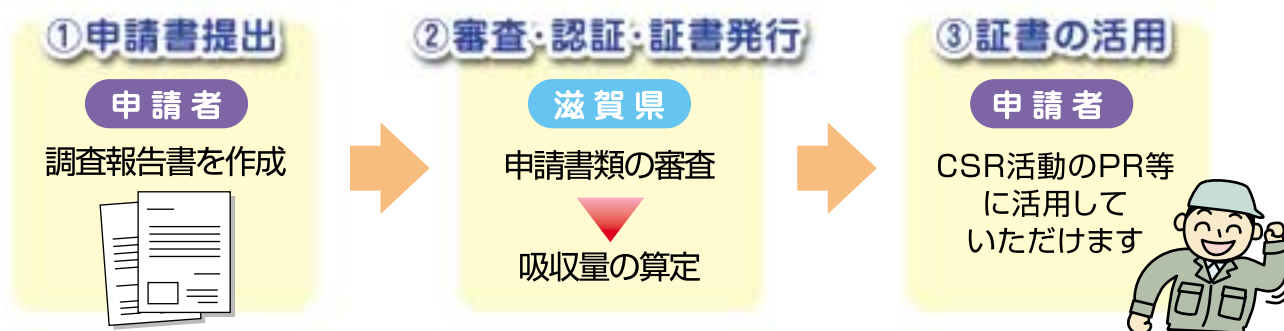 ①申請書提出
申請者
調査報告書を作成
②審査・認証・証書発行
滋賀県
申請書類の審査
吸収量の算定
③証書の活用
申請者
CSR活動のPR等
に活用して
いただけます